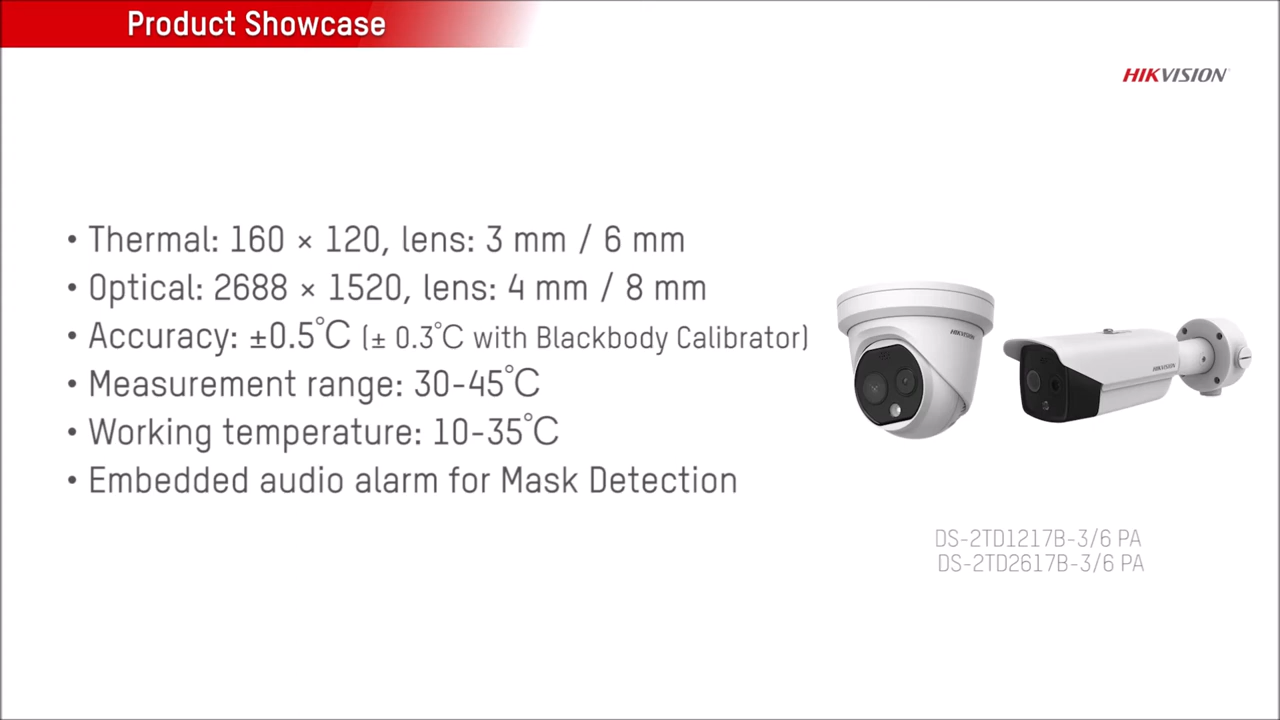 Product Showcase
HIKVISION
• Thermal: 160 × 120, lens: 3 mm / 6 mm
• Optical: 2688 × 1520, lens: 4 mm / 8 mm
• Accuracy: ±0.5℃ (± 0.3℃ with Blackbody Calibrator)
• Measurement range: 30-45℃
• Working temperature: 10-35℃
• Embedded audio alarm for Mask Detection
HIKVISION
HIKVISION
DS-2TD1217B-3/6 PA
DS-2TD2617B-3/6 PA